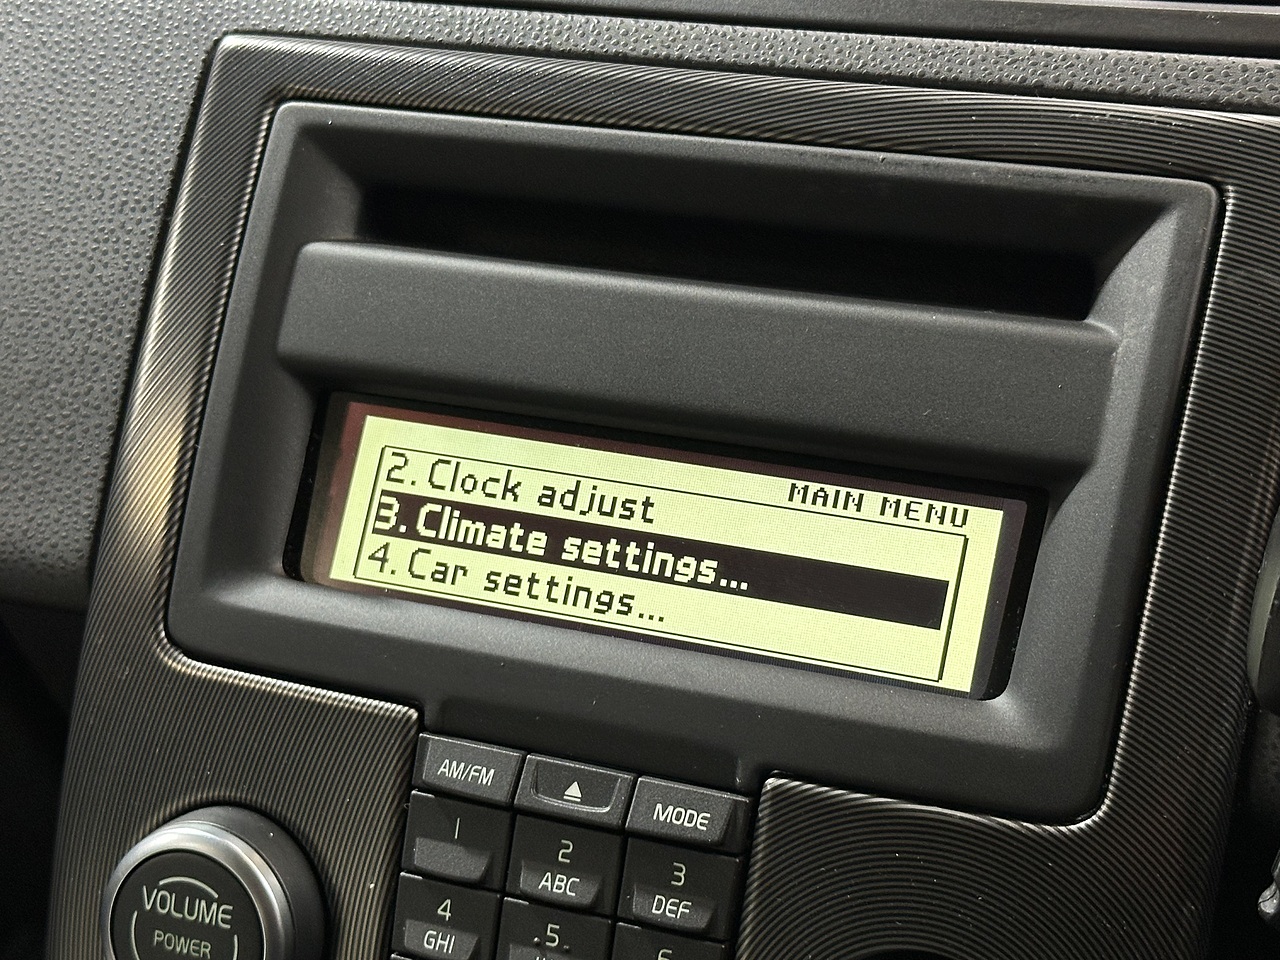 MAIN MENU
2. Clock adjust
3. Climate settings...
4. Car settings...
AM/FM
MODE
1
2
ABC
3
DEF
4
GHI
.5.
VOLUME
POWER